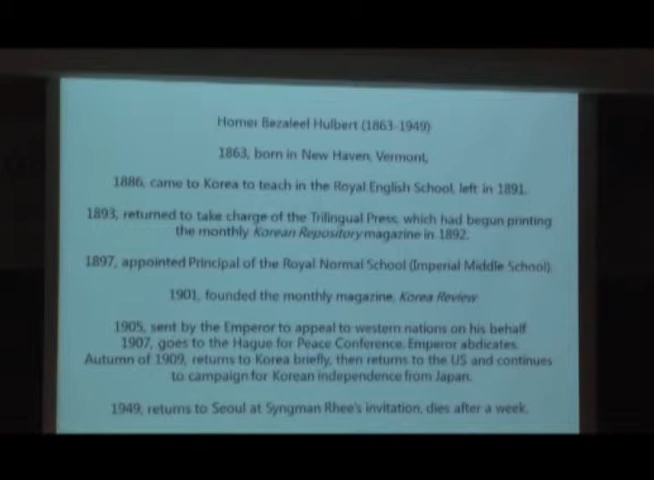 Homer Bezaleel Hulbert (1863-1949)
1863, born in New Haven, Vermont,
1886, came to Korea to teach in the Royal English School, left in 1891.
1893, returned to take charge of the Trilingual Press, which had begun printing
the monthly Korean Repository magazine in 1892.
1897, appointed Principal of the Royal Normal School (Imperial Middle School).
1901, founded the monthly magazine, Korea Review
1905, sent by the Emperor to appeal to western nations on his behalf
1907, goes to the Hague for Peace Conference. Emperor abdicates.
Autumn of 1909, returns to Korea briefly, then returns to the US and continues
to campaign for Korean independence from Japan.
1949, returns to Seoul at Syngman Rhee's invitation, dies after a week.